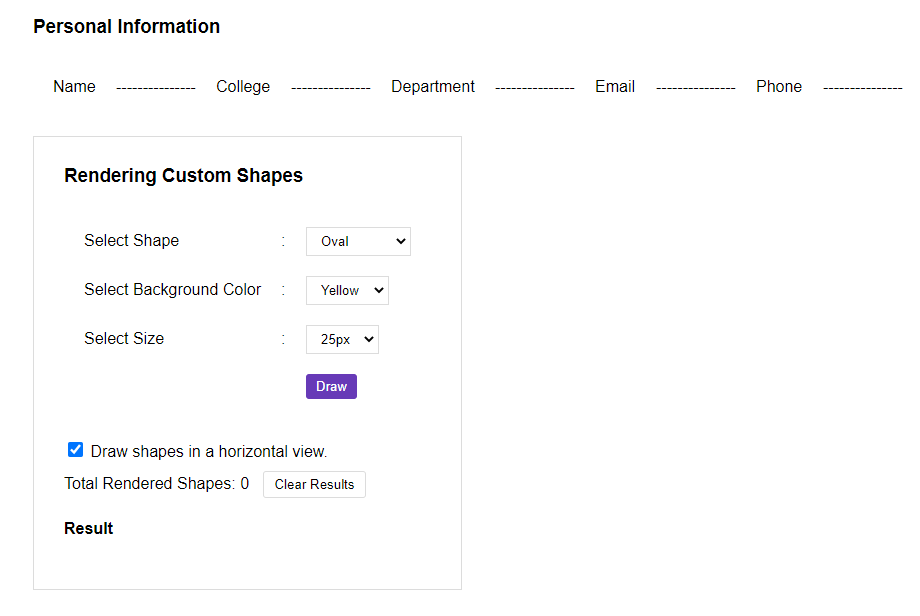 Personal Information
Name --------------- College --------------- Department --------------- Email --------------- Phone ---------------
Rendering Custom Shapes
Select Shape : Oval
Select Background Color : Yellow
Select Size : 25px
Draw
Draw shapes in a horizontal view.
Total Rendered Shapes: 0 Clear Results
Result